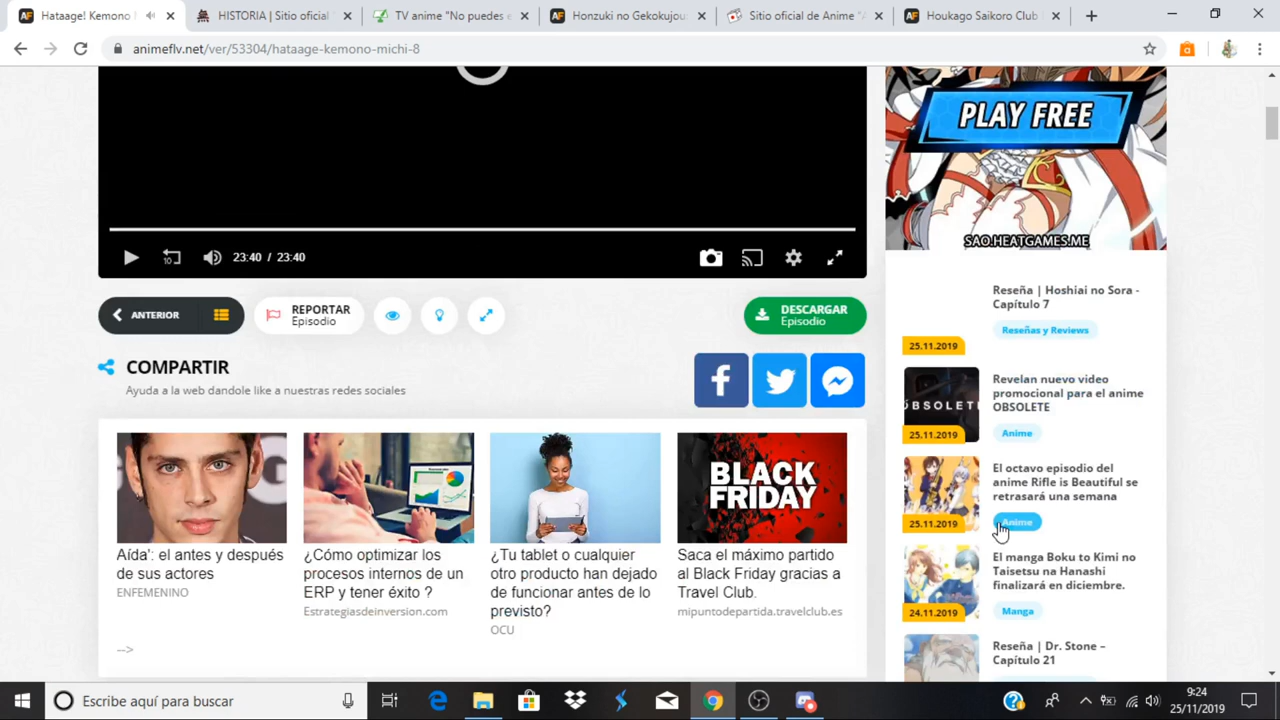 Hataage! Kemono
HISTORIA | Sitio oficial
TV anime "No puedes e
Honzuki no Gekokujou
Sitio oficial de Anime "A
Houkago Saikoro Club
animeflv.net/ver/53304/hataage-kemono-michi-8
PLAY FREE
SAO.HEATGAMES.ME
10
23:40 / 23:40
ANTERIOR
REPORTAR
Episodio
DESCARGAR
Episodio
COMPARTIR
Ayuda a la web dandole like a nuestras redes sociales
BLACK
FRIDAY
Aída': el antes y después
de sus actores
ENFEMENINO
¿Cómo optimizar los
procesos internos de un
ERP y tener éxito ?
Estrategiasdeinversion.com
¿Tu tablet o cualquier
otro producto han dejado
de funcionar antes de lo
previsto?
OCU
Saca el máximo partido
al Black Friday gracias a
Travel Club.
mipuntodepartida.travelclub.es
-->
Reseña | Hoshiai no Sora -
Capítulo 7
Reseñas y Reviews
25.11.2019
OBSOLETE
Revelan nuevo video
promocional para el anime
OBSOLETE
Anime
25.11.2019
El octavo episodio del
anime Rifle is Beautiful se
retrasará una semana
Anime
25.11.2019
El manga Boku to Kimi no
Taisetsu na Hanashi
finalizará en diciembre.
Manga
24.11.2019
Reseña | Dr. Stone –
Capítulo 21
Escribe aquí para buscar
9:24
25/11/2019